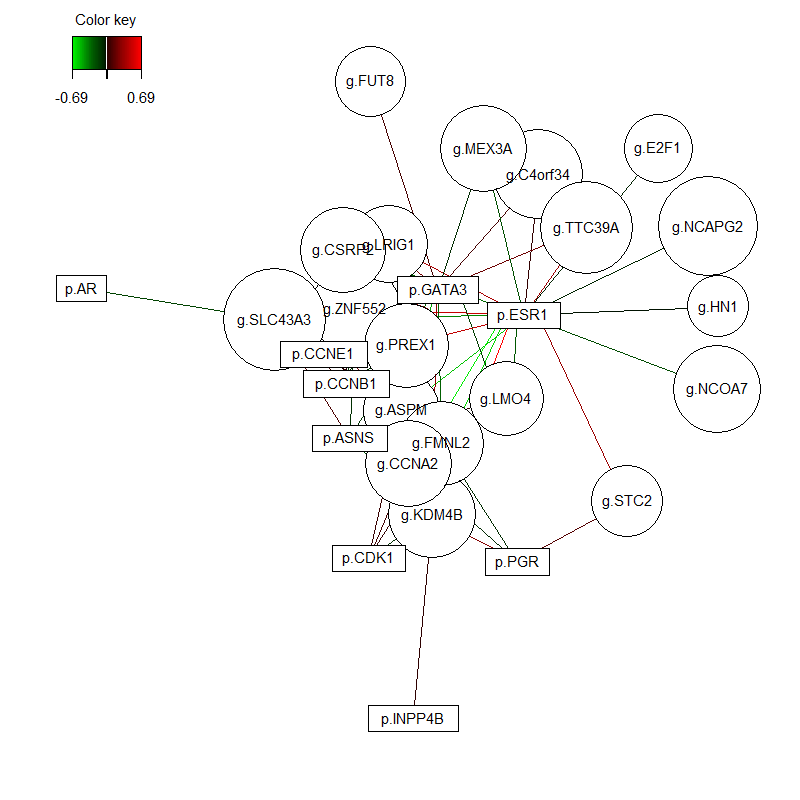 Color key
-0.69 0.69
g.FUT8
g.MEX3A
g.E2F1
g.C4orf34
g.TTC39A
g.NCAPG2
g.LRIG1
g.CSRP2
p.AR
p.GATA3
g.HN1
g.ZNF552
p.ESR1
g.SLC43A3
g.PREX1
p.CCNE1
p.CCNB1
g.NCOA7
g.LMO4
g.ASPM
p.ASNS
g.FMNL2
g.CCNA2
g.STC2
g.KDM4B
p.CDK1
p.PGR
p.INPP4B